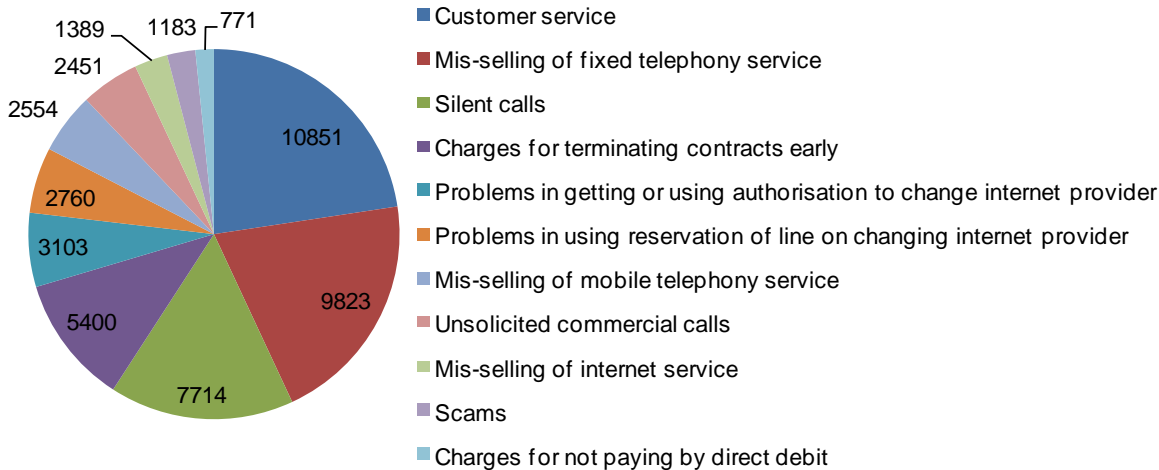 1389
1183
771
2451
2554
2760
3103
5400
7714
9823
10851
Customer service
Mis-selling of fixed telephony service
Silent calls
Charges for terminating contracts early
Problems in getting or using authorisation to change internet provider
Problems in using reservation of line on changing internet provider
Mis-selling of mobile telephony service
Unsolicited commercial calls
Mis-selling of internet service
Scams
Charges for not paying by direct debit